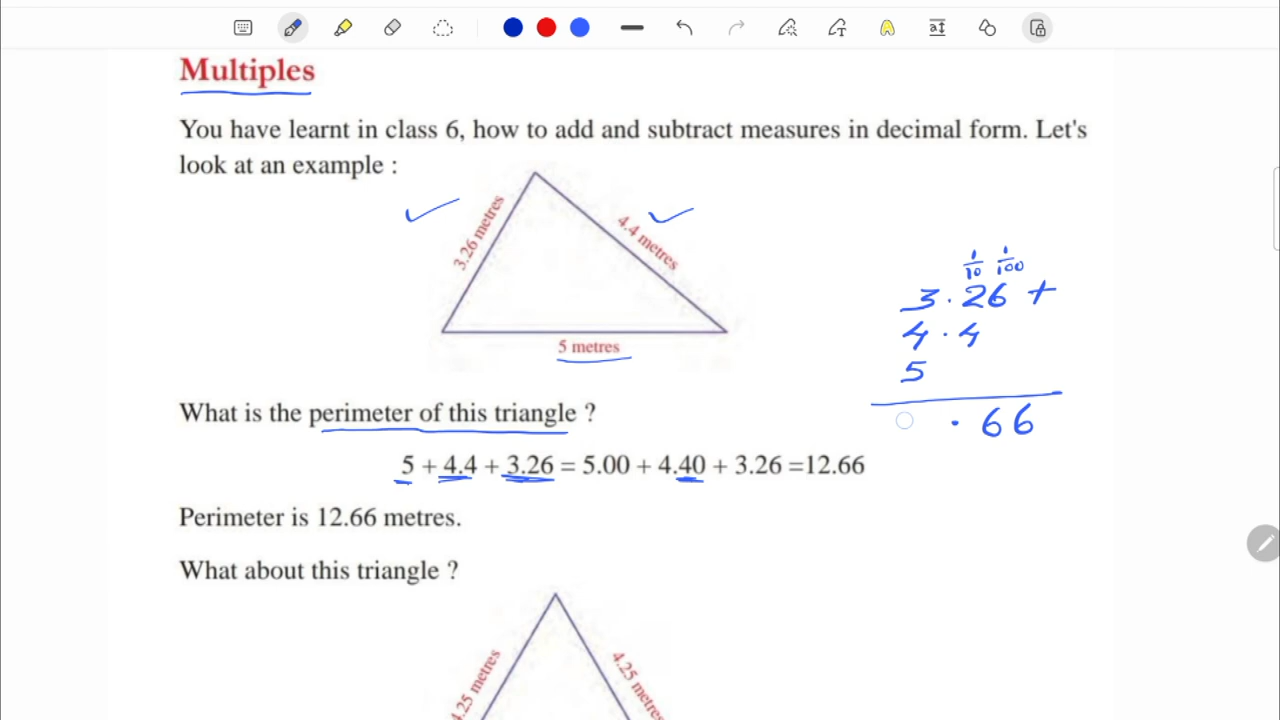 Multiples
You have learnt in class 6, how to add and subtract measures in decimal form. Let's
look at an example :
3.26 metres
4.4 metres
5 metres
1/10 1/100
3.26 +
4.4
5
.66
What is the perimeter of this triangle ?
5 + 4.4 + 3.26 = 5.00 + 4.40 + 3.26 =12.66
Perimeter is 12.66 metres.
What about this triangle ?
4.25 metres
4.25 metres